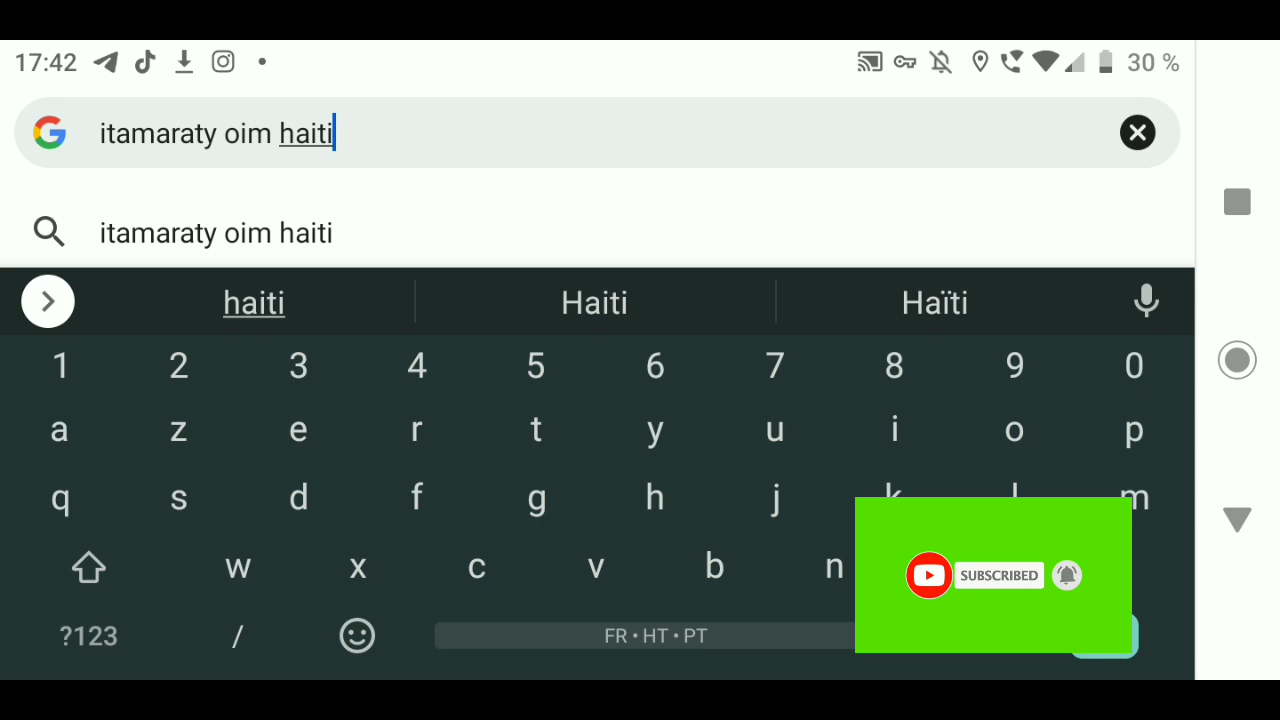 17:42 30 %
itamaraty oim haiti
itamaraty oim haiti
haiti Haiti Haïti
1 2 3 4 5 6 7 8 9 0
a z e r t y u i o p
q s d f g h j k l m
w x c v b n
SUBSCRIBED
?123 / FR • HT • PT